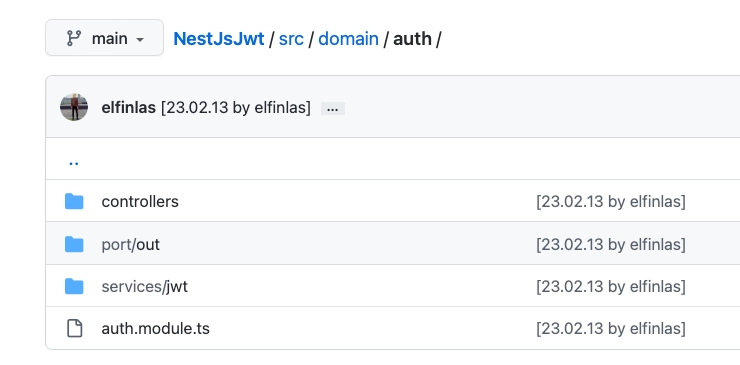 main
NestJsJwt / src / domain / auth /
elfinlas [23.02.13 by elfinlas] ...
..
controllers [23.02.13 by elfinlas]
port/out [23.02.13 by elfinlas]
services/jwt [23.02.13 by elfinlas]
auth.module.ts [23.02.13 by elfinlas]